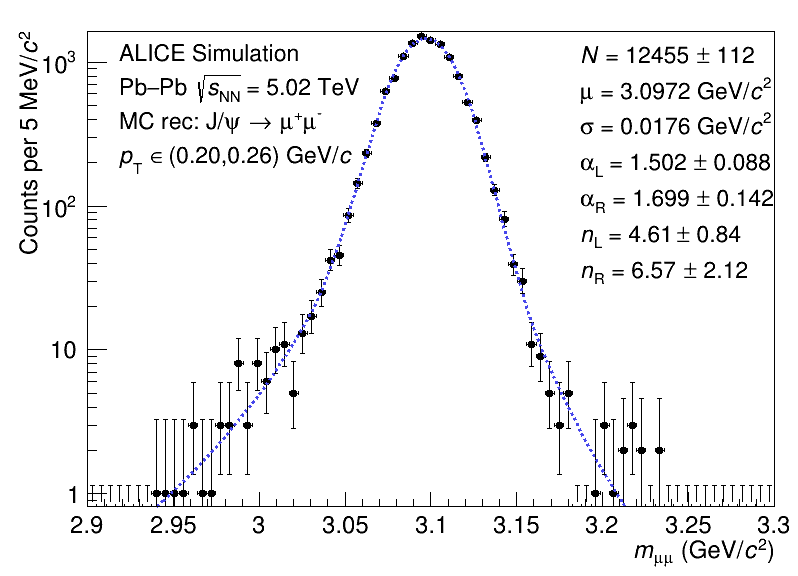 ALICE Simulation
Pb–Pb √sNN = 5.02 TeV
MC rec: J/ψ → μ+μ-
pT ∈ (0.20,0.26) GeV/c
N = 12455 ± 112
μ = 3.0972 GeV/c2
σ = 0.0176 GeV/c2
αL = 1.502 ± 0.088
αR = 1.699 ± 0.142
nL = 4.61 ± 0.84
nR = 6.57 ± 2.12
Counts per 5 MeV/c2
103
102
10
1
2.9 2.95 3 3.05 3.1 3.15 3.2 3.25 3.3
mμμ (GeV/c2)